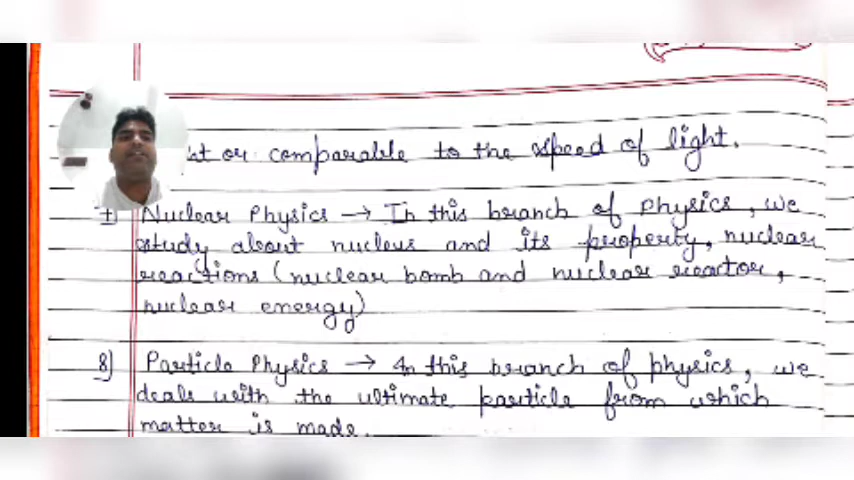 or comparable to the speed of light.
7) Nuclear Physics → In this branch of physics, we
study about nucleus and its property, nuclear
reactions (nuclear bomb and nuclear reactor,
nuclear energy)
8) Particle Physics → In this branch of physics, we
deals with the ultimate particle from which
matter is made.